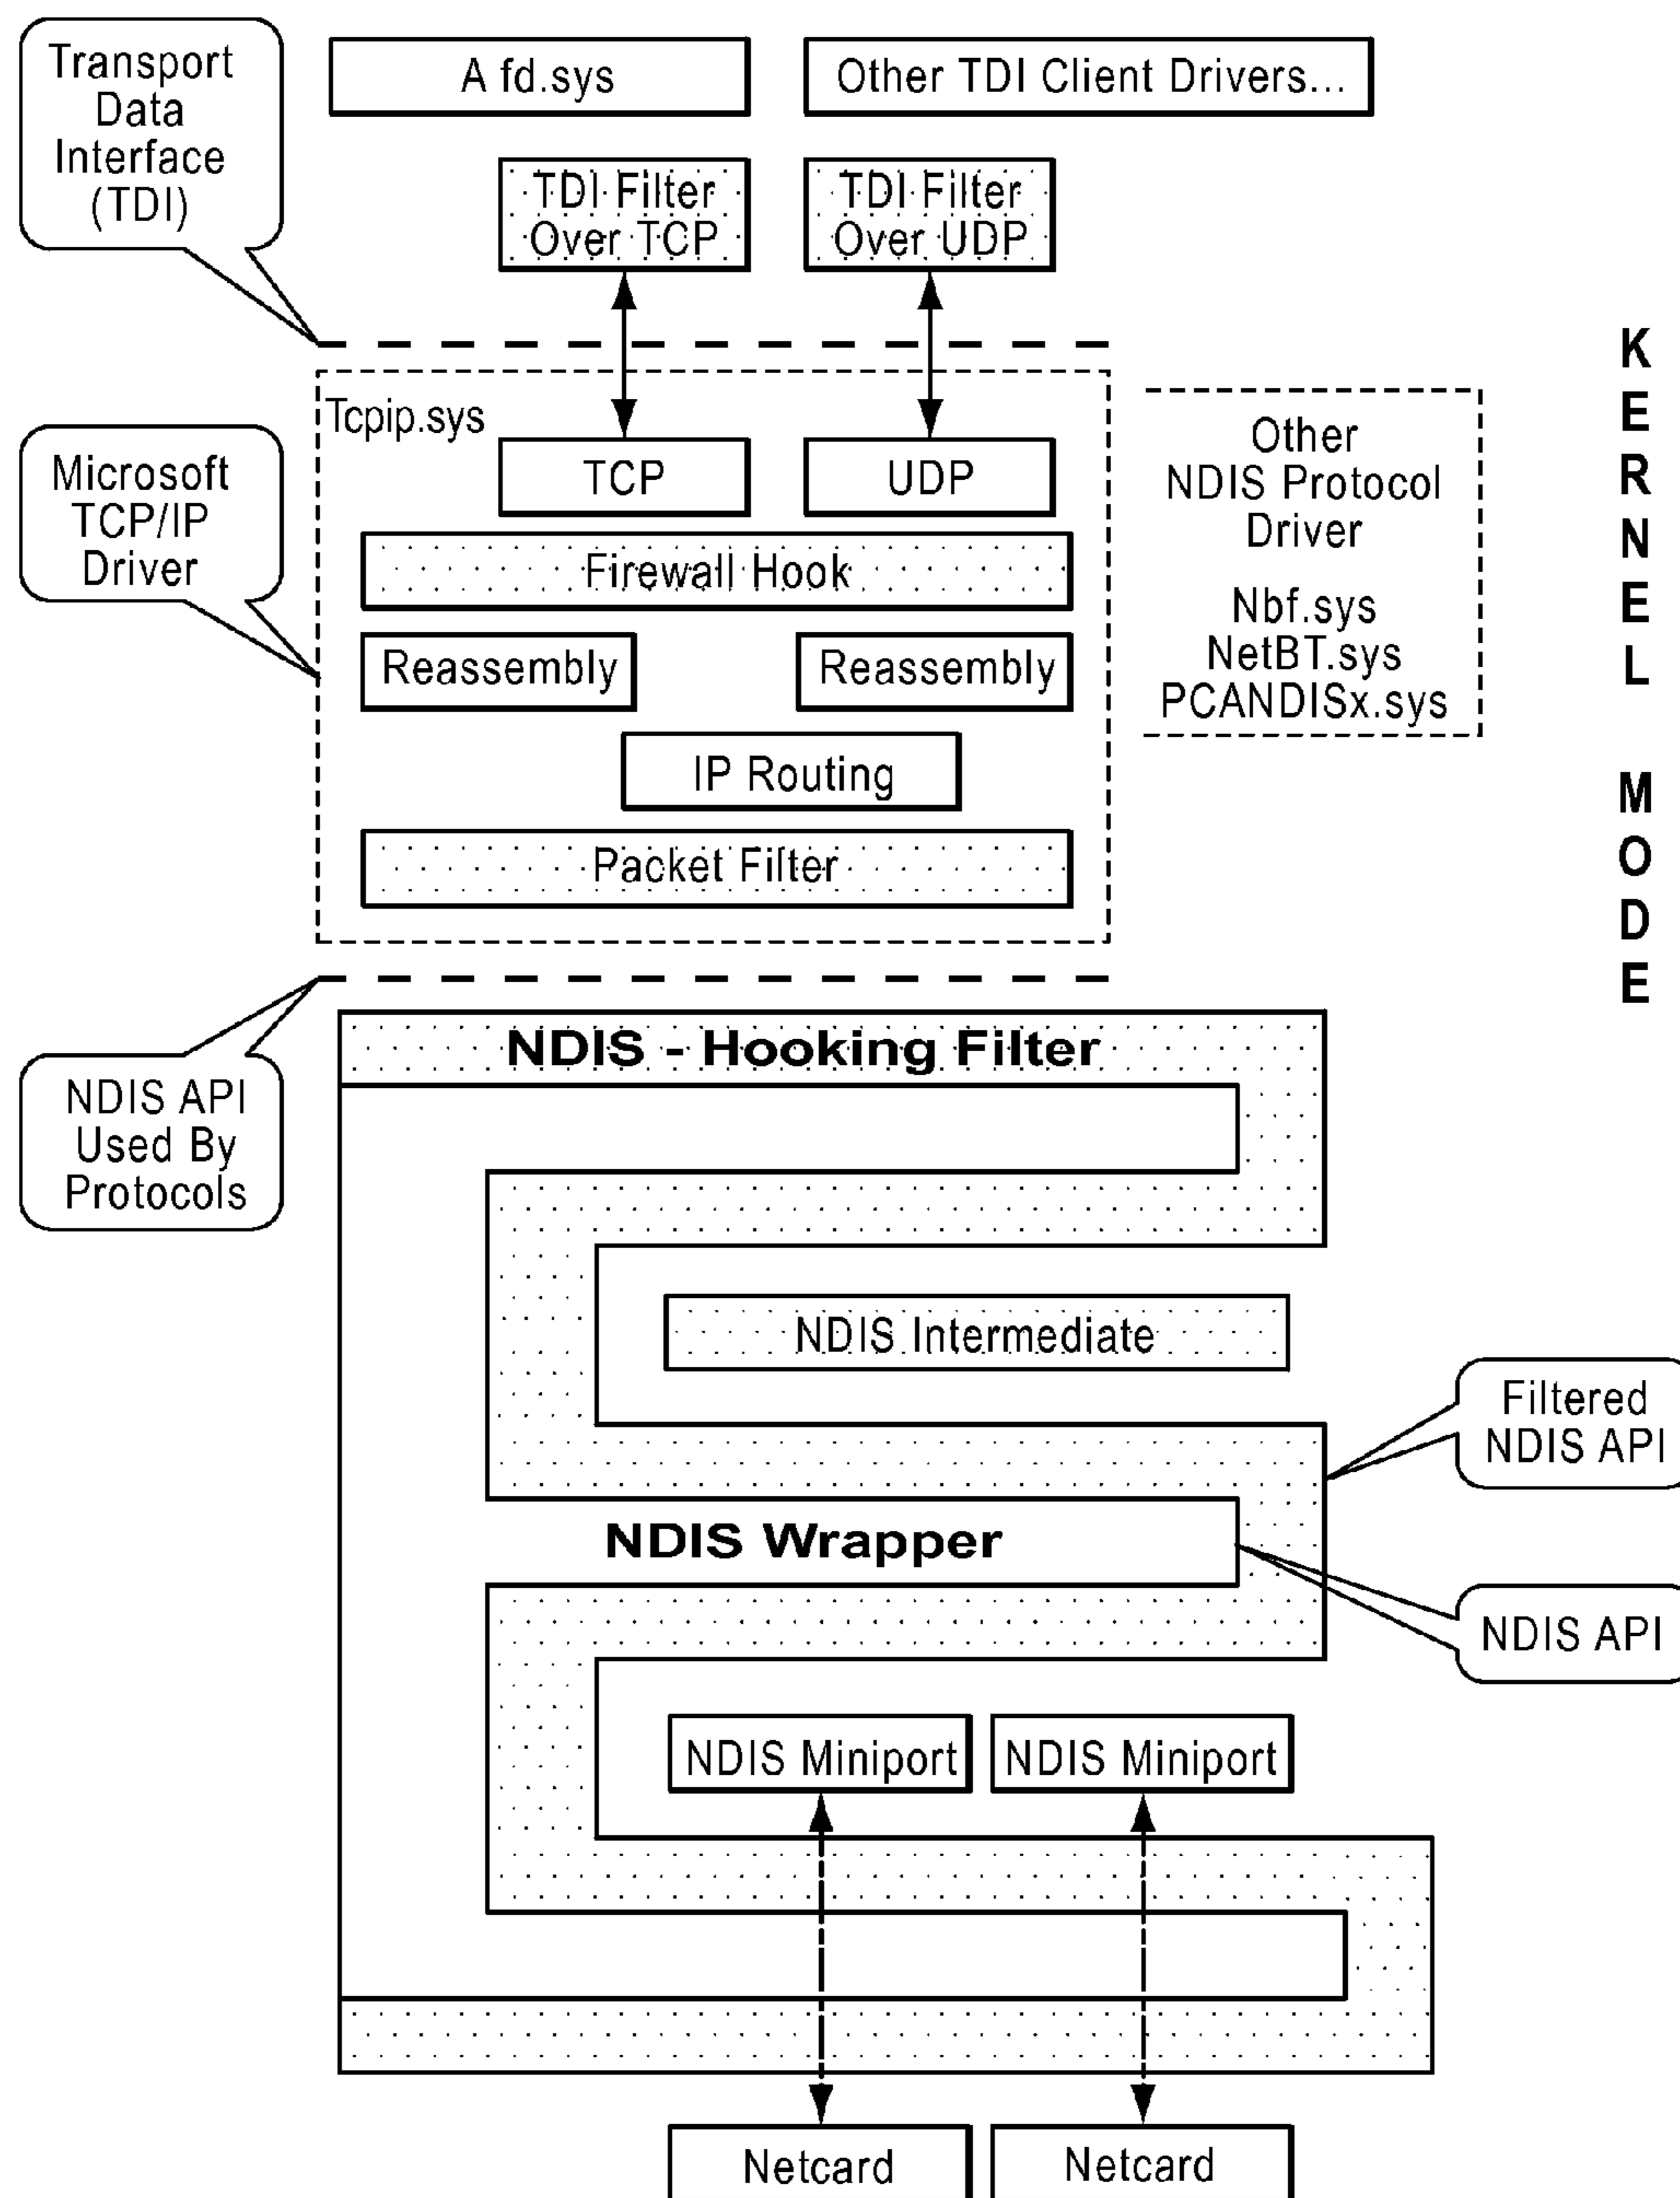 Transport
Data
Interface
(TDI)
A fd.sys
Other TDI Client Drivers...
TDI Filter
Over TCP
TDI Filter
Over UDP
Tcpip.sys
Microsoft
TCP/IP
Driver
TCP
UDP
Firewall Hook
Reassembly
Reassembly
IP Routing
Packet Filter
Other
NDIS Protocol
Driver
Nbf.sys
NetBT.sys
PCANDISx.sys
KERNEL MODE
NDIS API
Used By
Protocols
NDIS - Hooking Filter
NDIS Intermediate
Filtered
NDIS API
NDIS Wrapper
NDIS API
NDIS Miniport
NDIS Miniport
Netcard
Netcard